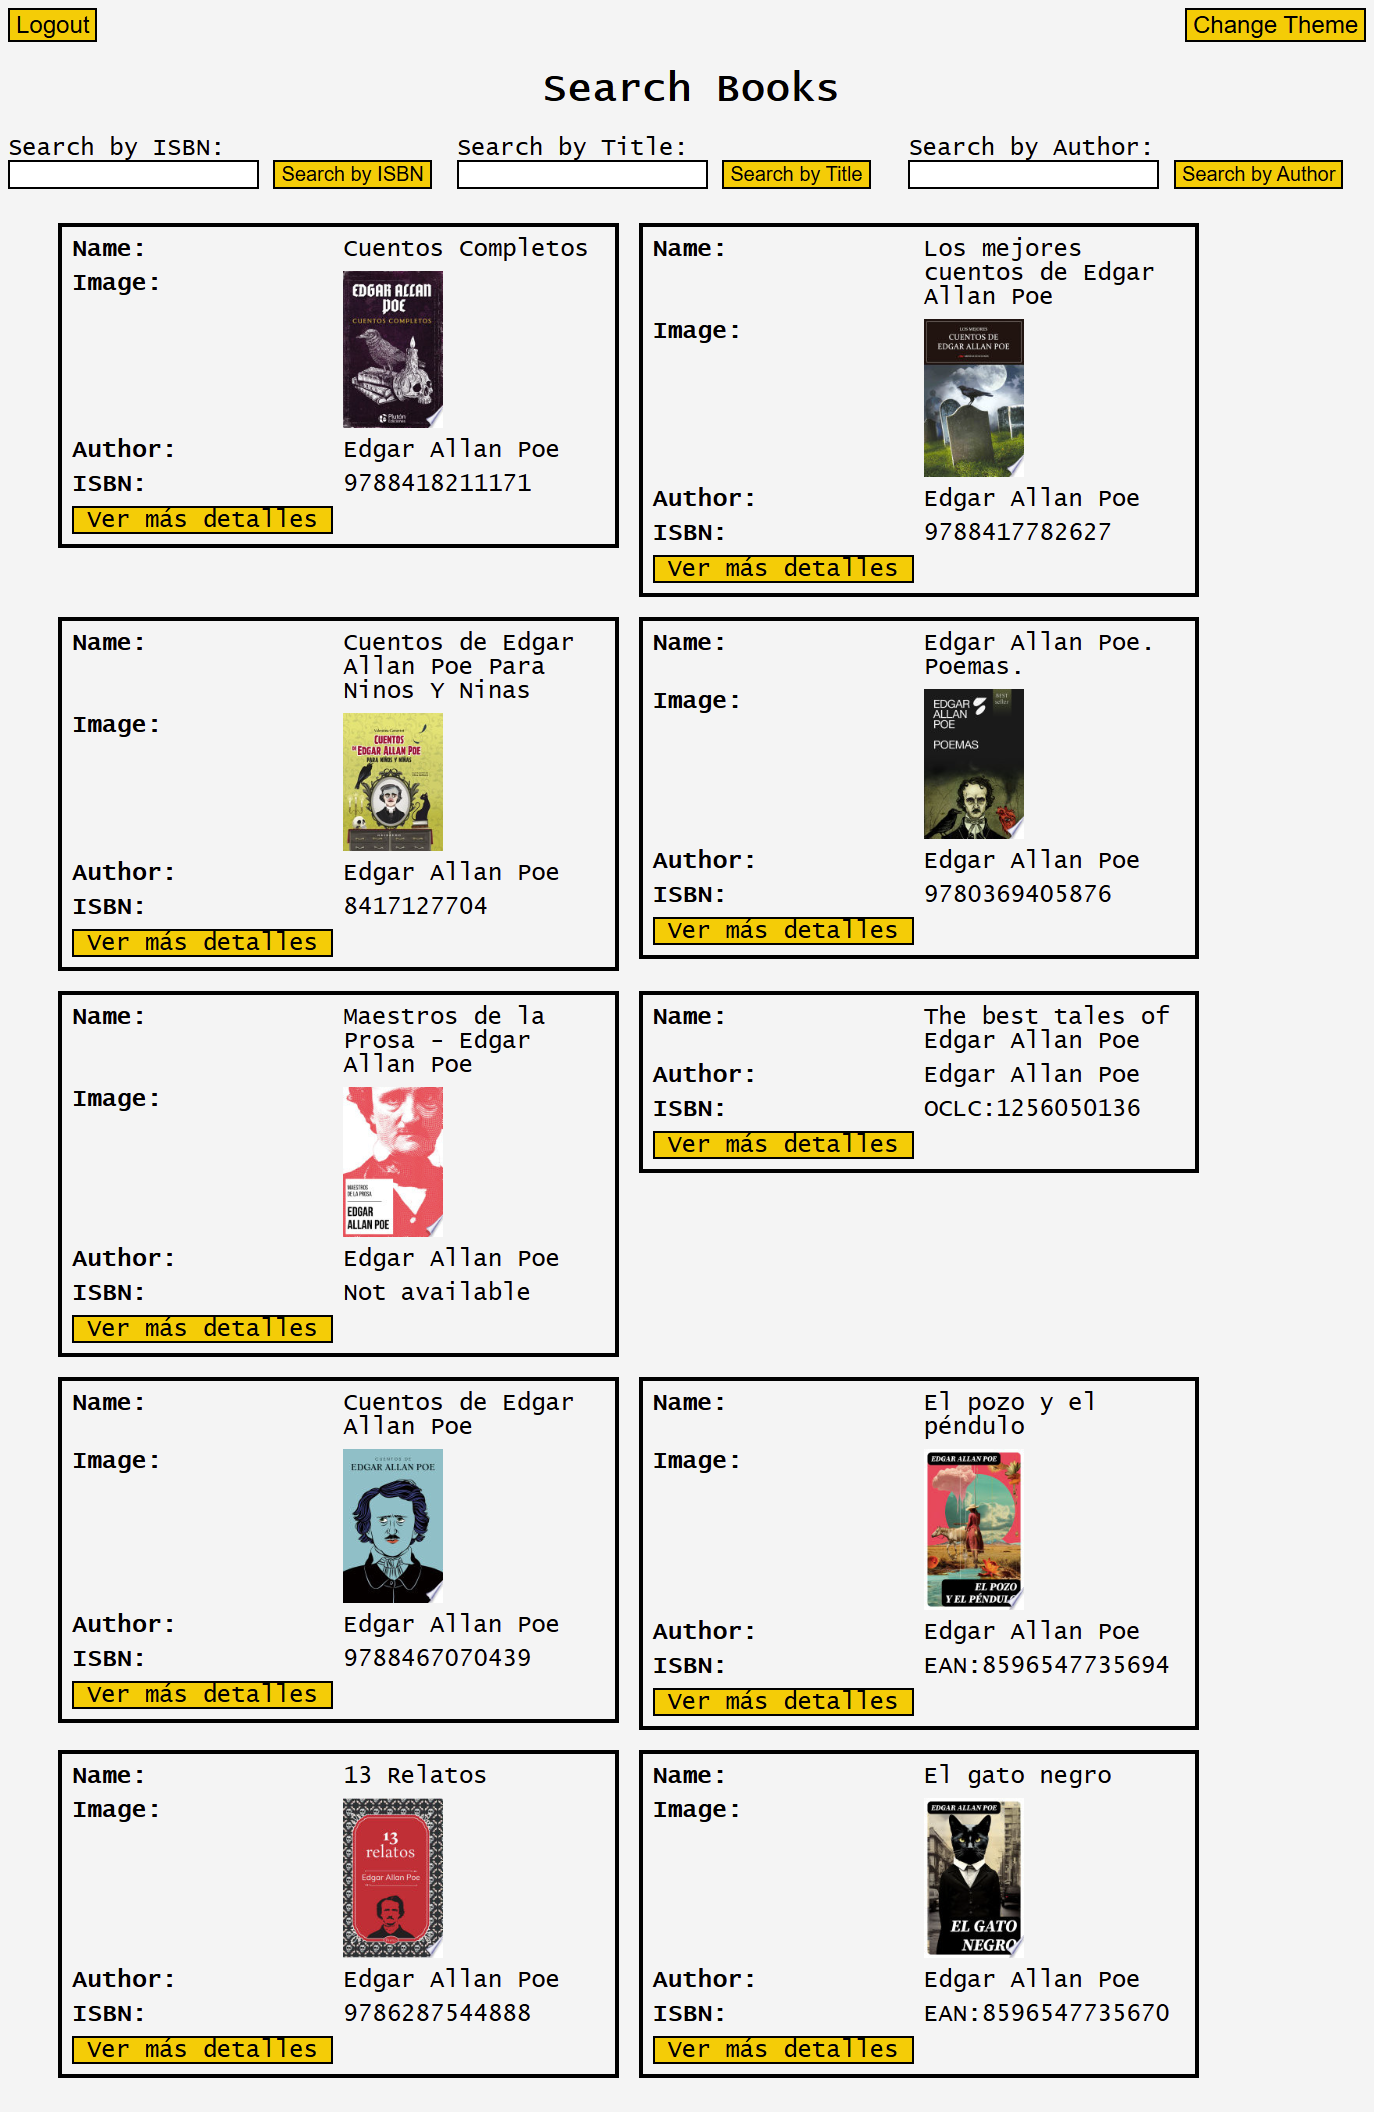 Logout
Change Theme
Search Books
Search by ISBN:
Search by ISBN
Search by Title:
Search by Title
Search by Author:
Search by Author
Name:
Cuentos Completos
Image:
EDGAR ALLAN
POE
CUENTOS COMPLETOS
Plutón
Ediciones
Author:
Edgar Allan Poe
ISBN:
9788418211171
Ver más detalles
Name:
Los mejores
cuentos de Edgar
Allan Poe
Image:
LOS MEJORES
CUENTOS DE
EDGAR ALLAN POE
Author:
Edgar Allan Poe
ISBN:
9788417782627
Ver más detalles
Name:
Cuentos de Edgar
Allan Poe Para
Ninos Y Ninas
Image:
CUENTOS
DE EDGAR ALLAN POE
PARA NIÑOS Y NIÑAS
Author:
Edgar Allan Poe
ISBN:
8417127704
Ver más detalles
Name:
Edgar Allan Poe.
Poemas.
Image:
BEST
seller
EDGAR
ALLAN
POE
POEMAS
Author:
Edgar Allan Poe
ISBN:
9780369405876
Ver más detalles
Name:
Maestros de la
Prosa - Edgar
Allan Poe
Image:
MAESTROS
DE LA PROSA
EDGAR
ALLAN POE
Author:
Edgar Allan Poe
ISBN:
Not available
Ver más detalles
Name:
The best tales of
Edgar Allan Poe
Author:
Edgar Allan Poe
ISBN:
OCLC:1256050136
Ver más detalles
Name:
Cuentos de Edgar
Allan Poe
Image:
CUENTOS DE
EDGAR ALLAN POE
Author:
Edgar Allan Poe
ISBN:
9788467070439
Ver más detalles
Name:
El pozo y el
péndulo
Image:
EDGAR ALLAN POE
EL POZO
Y EL PÉNDULO
Author:
Edgar Allan Poe
ISBN:
EAN:8596547735694
Ver más detalles
Name:
13 Relatos
Image:
13
relatos
Edgar Allan Poe
Author:
Edgar Allan Poe
ISBN:
9786287544888
Ver más detalles
Name:
El gato negro
Image:
EDGAR ALLAN POE
EL GATO
NEGRO
Author:
Edgar Allan Poe
ISBN:
EAN:8596547735670
Ver más detalles